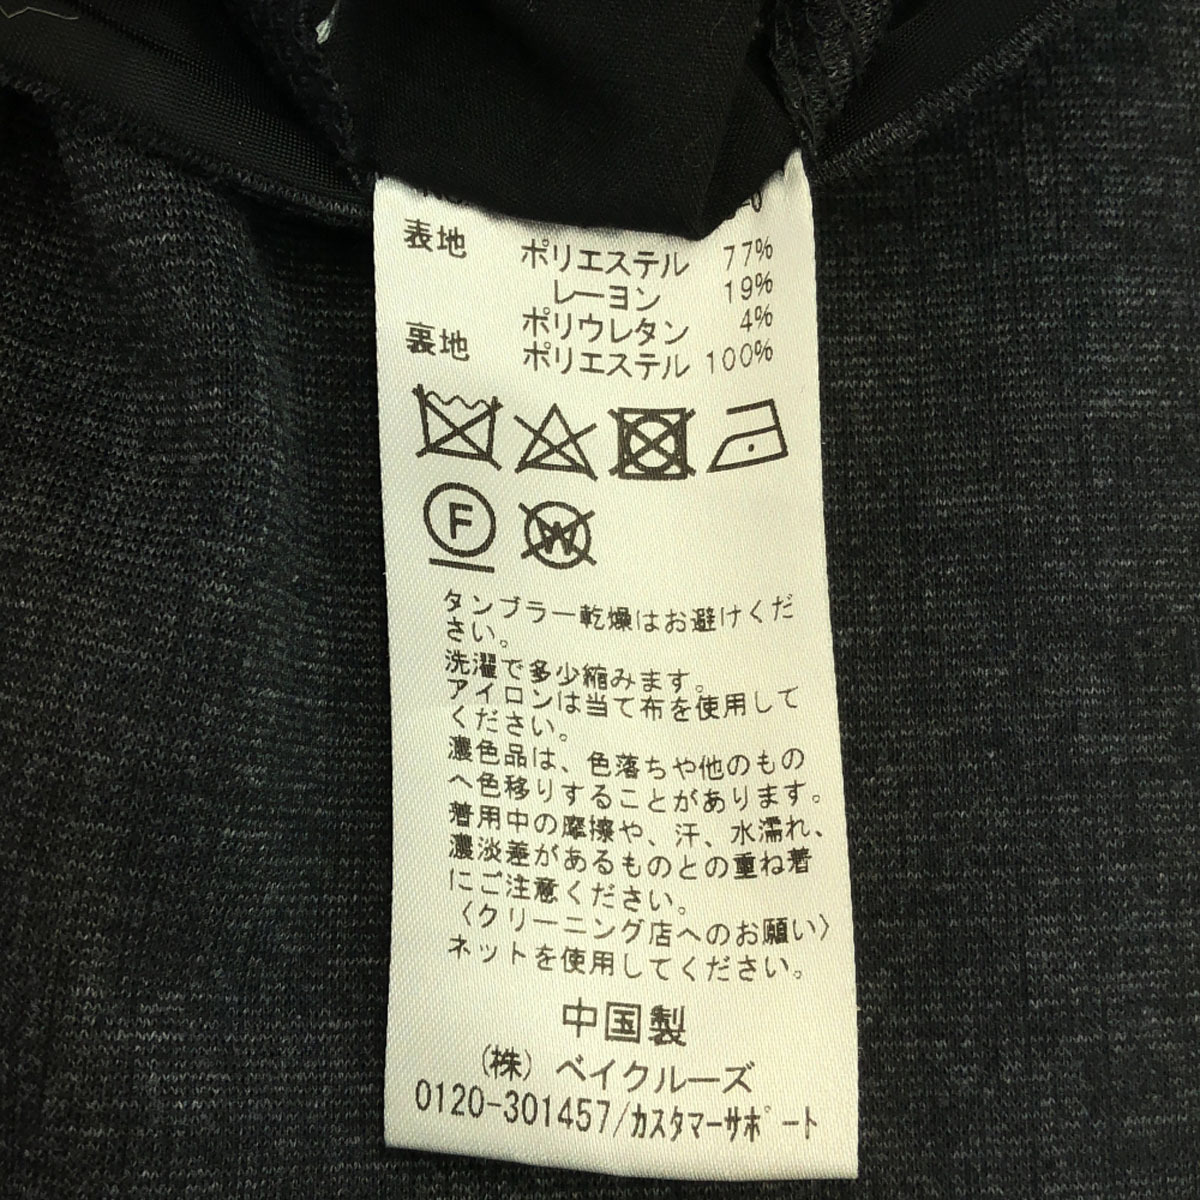 表地 ポリエステル 77%
レーヨン 19%
ポリウレタン 4%
裏地 ポリエステル 100%
F W
タンブラー乾燥はお避けくだ
さい。
洗濯で多少縮みます。
アイロンは当て布を使用して
ください。
濃色品は、色落ちや他のもの
へ色移りすることがあります。
着用中の摩擦や、汗、水濡れ、
濃淡差があるものとの重ね着
にご注意ください。
〈クリーニング店へのお願い〉
ネットを使用してください。
中国製
(株) ベイクルーズ
0120-301457/カスタマーサポート